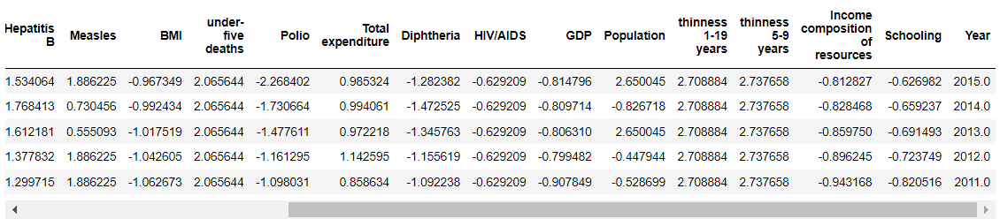 Hepatitis B Measles BMI under-five deaths Polio Total expenditure Diphtheria HIV/AIDS GDP Population thinness 1-19 years thinness 5-9 years Income composition of resources Schooling Year
1.534064 1.886225 -0.967349 2.065644 -2.268402 0.985324 -1.282382 -0.629209 -0.814796 2.650045 2.708884 2.737658 -0.812827 -0.626982 2015.0
1.768413 0.730456 -0.992434 2.065644 -1.730664 0.994061 -1.472525 -0.629209 -0.809714 -0.826718 2.708884 2.737658 -0.828468 -0.659237 2014.0
1.612181 0.555093 -1.017519 2.065644 -1.477611 0.972218 -1.345763 -0.629209 -0.806310 2.650045 2.708884 2.737658 -0.859750 -0.691493 2013.0
1.377832 1.886225 -1.042605 2.065644 -1.161295 1.142595 -1.155619 -0.629209 -0.799482 -0.447944 2.708884 2.737658 -0.896245 -0.723749 2012.0
1.299715 1.886225 -1.062673 2.065644 -1.098031 0.858634 -1.092238 -0.629209 -0.907849 -0.528699 2.708884 2.737658 -0.943168 -0.820516 2011.0